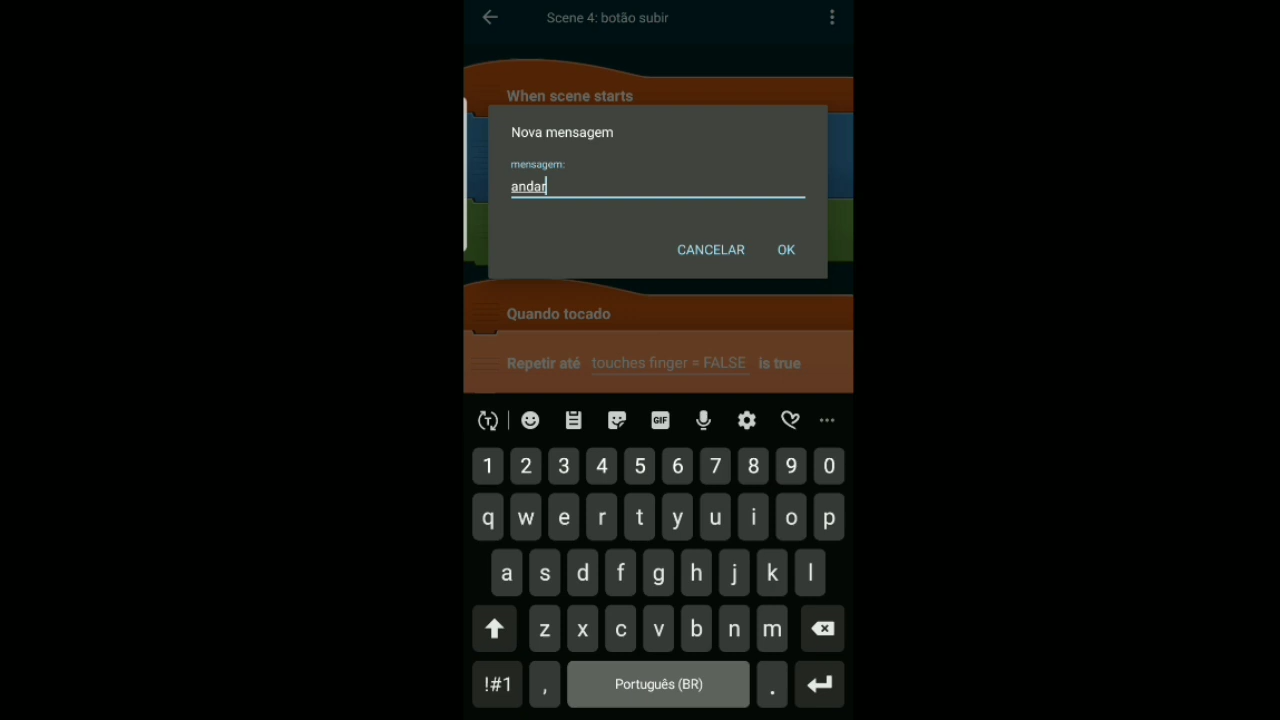 Scene 4: botão subir
When scene starts
Nova mensagem
mensagem:
andar
CANCELAR OK
Quando tocado
Repetir até touches finger = FALSE is true
GIF
1 2 3 4 5 6 7 8 9 0
q w e r t y u i o p
a s d f g h j k l
z x c v b n m
!#1 , Português (BR) .